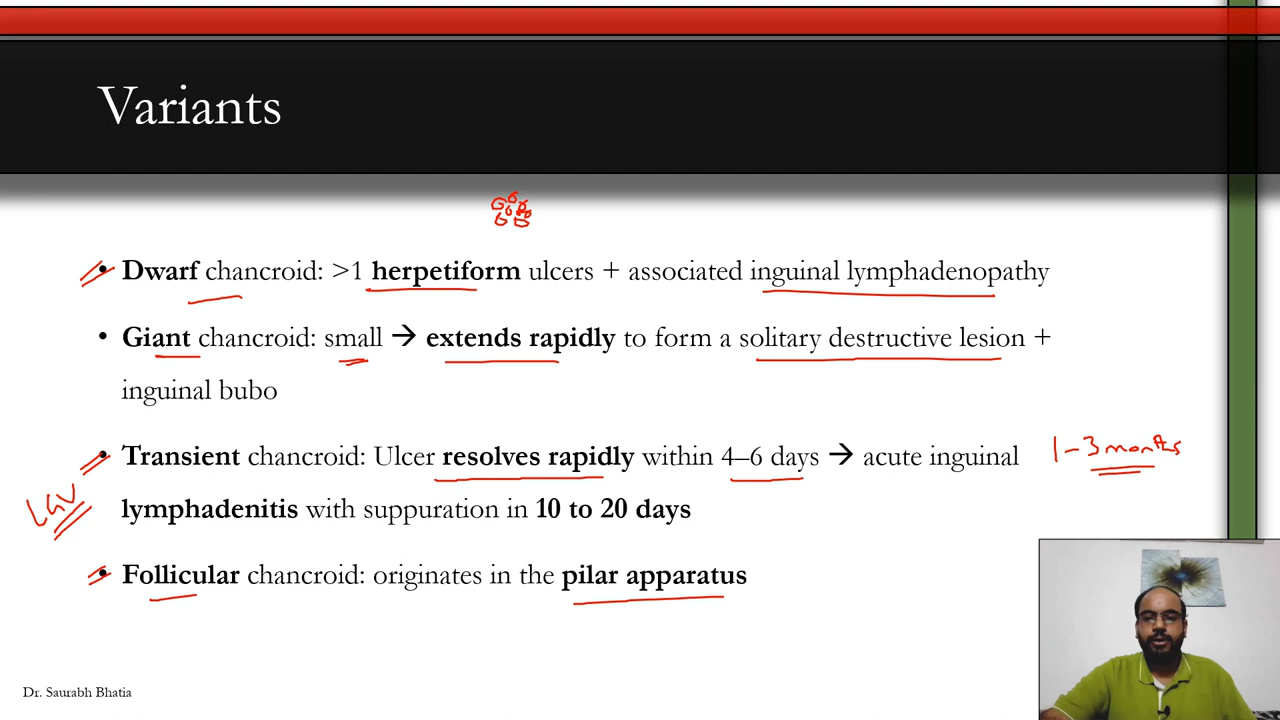 Variants
• Dwarf chancroid: >1 herpetiform ulcers + associated inguinal lymphadenopathy
• Giant chancroid: small → extends rapidly to form a solitary destructive lesion +
inguinal bubo
• Transient chancroid: Ulcer resolves rapidly within 4–6 days → acute inguinal
1–3 months
LGV
lymphadenitis with suppuration in 10 to 20 days
• Follicular chancroid: originates in the pilar apparatus
Dr. Saurabh Bhatia